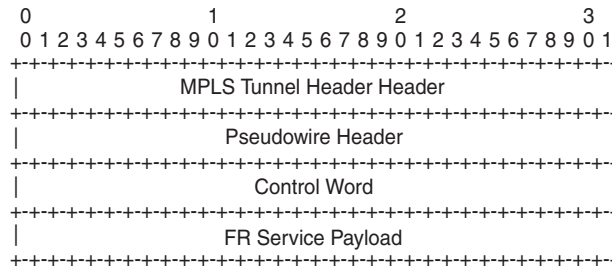 0 1 2 3
0 1 2 3 4 5 6 7 8 9 0 1 2 3 4 5 6 7 8 9 0 1 2 3 4 5 6 7 8 9 0 1
+-+-+-+-+-+-+-+-+-+-+-+-+-+-+-+-+-+-+-+-+-+-+-+-+-+-+-+-+-+-+-+-
| MPLS Tunnel Header Header
+-+-+-+-+-+-+-+-+-+-+-+-+-+-+-+-+-+-+-+-+-+-+-+-+-+-+-+-+-+-+-+-
| Pseudowire Header
+-+-+-+-+-+-+-+-+-+-+-+-+-+-+-+-+-+-+-+-+-+-+-+-+-+-+-+-+-+-+-+-
| Control Word
+-+-+-+-+-+-+-+-+-+-+-+-+-+-+-+-+-+-+-+-+-+-+-+-+-+-+-+-+-+-+-+-
| FR Service Payload
+-+-+-+-+-+-+-+-+-+-+-+-+-+-+-+-+-+-+-+-+-+-+-+-+-+-+-+-+-+-+-+-